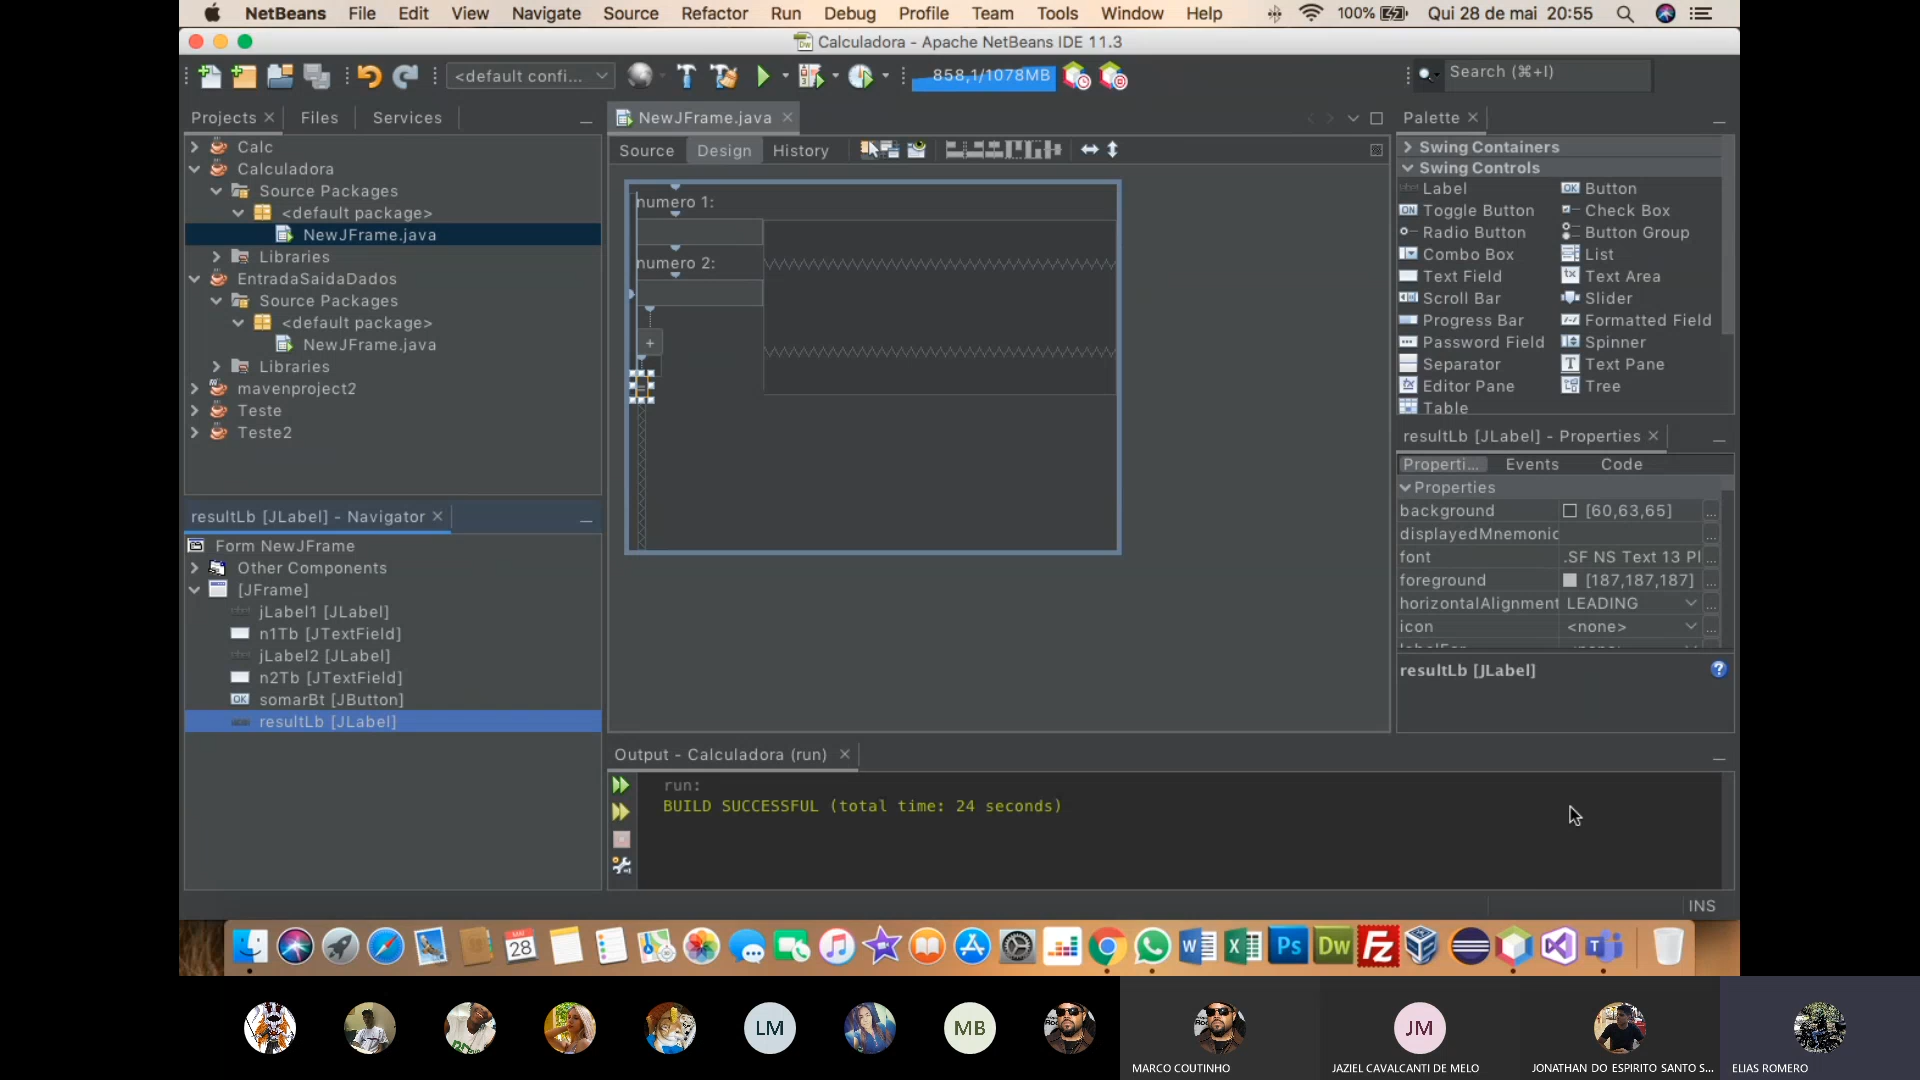 NetBeans File Edit View Navigate Source Refactor Run Debug Profile Team Tools Window Help 100% Qui 28 de mai 20:55
Calculadora - Apache NetBeans IDE 11.3
<default confi... 858,1/1078MB Search (⌘+I)
Projects Files Services
Calc
Calculadora
Source Packages
<default package>
NewJFrame.java
Libraries
EntradaSaidaDados
Source Packages
<default package>
NewJFrame.java
Libraries
mavenproject2
Teste
Teste2
resultLb [JLabel] - Navigator
Form NewJFrame
Other Components
[JFrame]
jLabel1 [JLabel]
n1Tb [JTextField]
jLabel2 [JLabel]
n2Tb [JTextField]
somarBt [JButton]
resultLb [JLabel]
NewJFrame.java
Source Design History
numero 1:
numero 2:
+
Output - Calculadora (run)
run:
BUILD SUCCESSFUL (total time: 24 seconds)
Palette
Swing Containers
Swing Controls
Label Button
Toggle Button Check Box
Radio Button Button Group
Combo Box List
Text Field Text Area
Scroll Bar Slider
Progress Bar Formatted Field
Password Field Spinner
Separator Text Pane
Editor Pane Tree
Table
resultLb [JLabel] - Properties
Properti... Events Code
Properties
background [60,63,65] ...
displayedMnemonic ...
font .SF NS Text 13 Pl ...
foreground [187,187,187] ...
horizontalAlignment LEADING ...
icon <none> ...
resultLb [JLabel]
INS
MAI
28
Ps Dw Fz
LM MB JM
MARCO COUTINHO JAZIEL CAVALCANTI DE MELO JONATHAN DO ESPIRITO SANTO S... ELIAS ROMERO